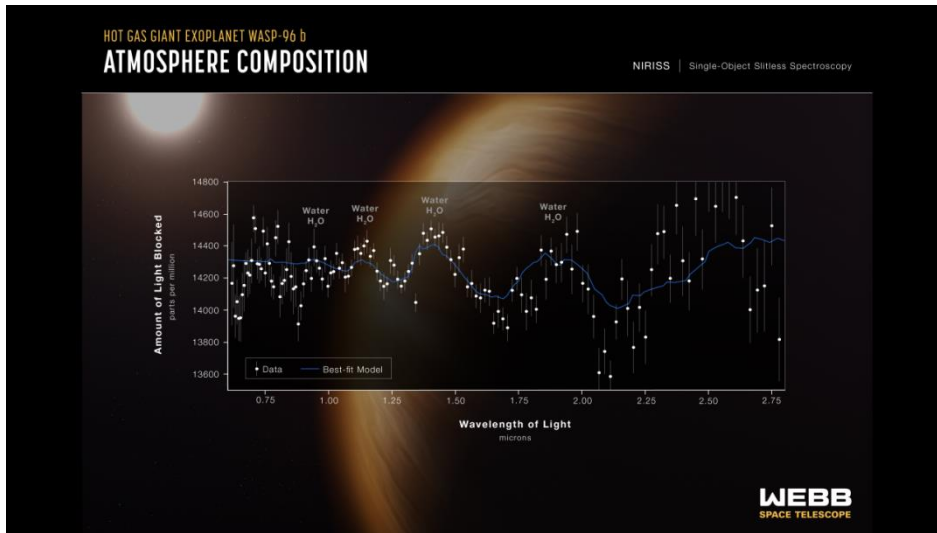 HOT GAS GIANT EXOPLANET WASP-96 b
ATMOSPHERE COMPOSITION
NIRISS | Single-Object Slitless Spectroscopy
14800
14600
14400
14200
14000
13800
13600
Amount of Light Blocked
parts per million
Water
H₂O
Water
H₂O
Water
H₂O
Water
H₂O
Data
Best-fit Model
0.75
1.00
1.25
1.50
1.75
2.00
2.25
2.50
2.75
Wavelength of Light
microns
WEBB
SPACE TELESCOPE